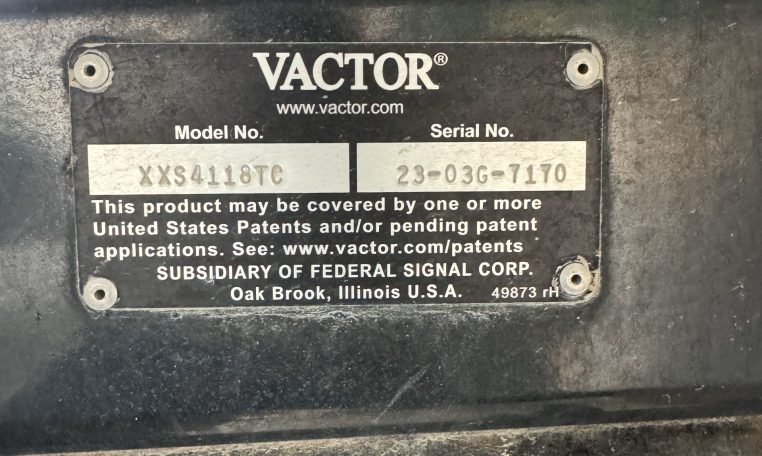 VACTOR®
www.vactor.com
Model No. Serial No.
XXS4118TC 23-03G-7170
This product may be covered by one or more
United States Patents and/or pending patent
applications. See: www.vactor.com/patents
SUBSIDIARY OF FEDERAL SIGNAL CORP.
Oak Brook, Illinois U.S.A. 49873 rH